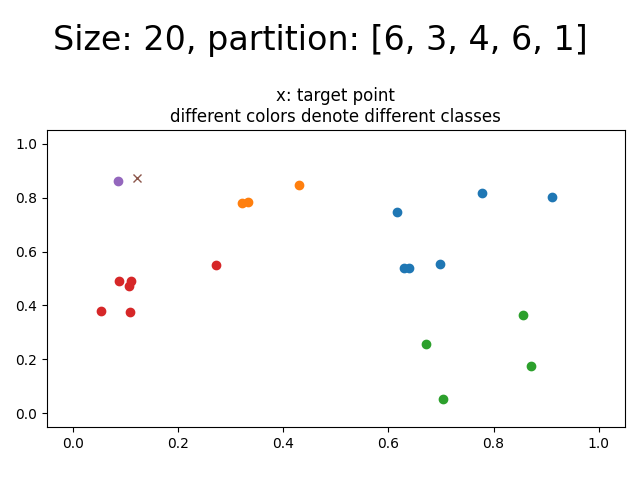 Size: 20, partition: [6, 3, 4, 6, 1]
x: target point
different colors denote different classes
1.0
0.8
0.6
0.4
0.2
0.0
0.0 0.2 0.4 0.6 0.8 1.0